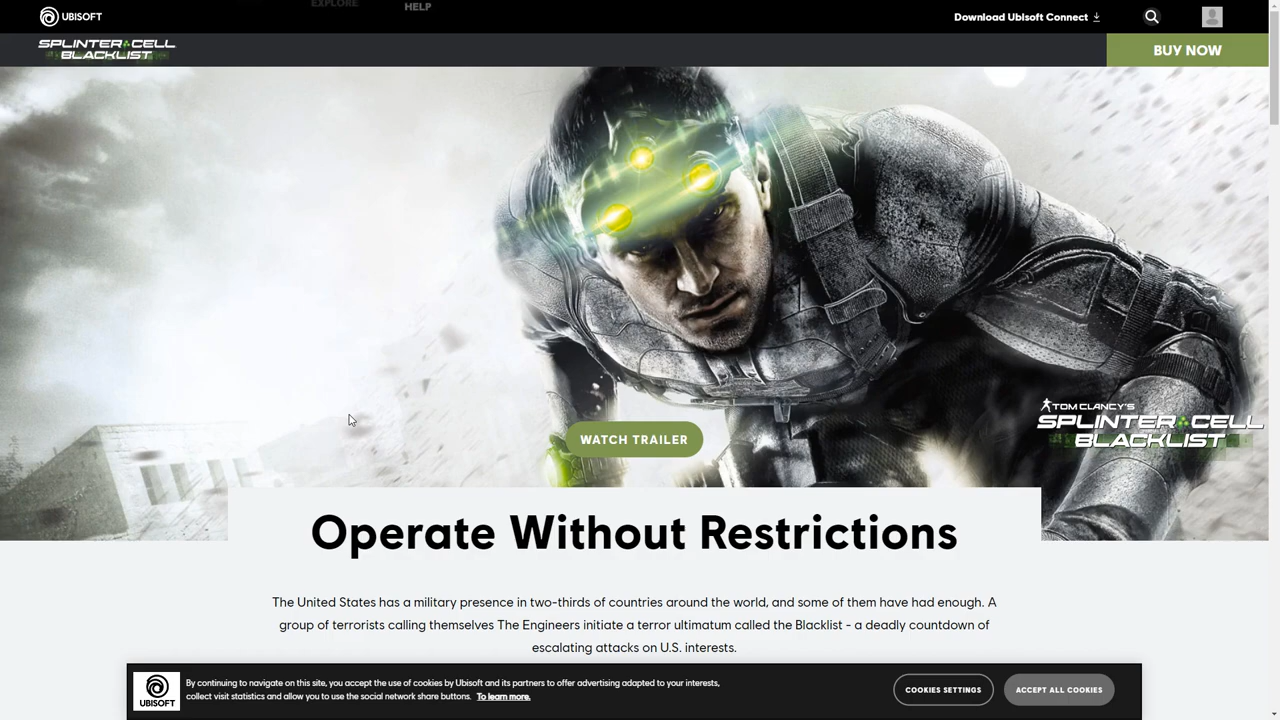 UBISOFT
EXPLORE
HELP
Download Ubisoft Connect
SPLINTER CELL
BLACKLIST
BUY NOW
WATCH TRAILER
TOM CLANCY'S
SPLINTER CELL
BLACKLIST
Operate Without Restrictions
The United States has a military presence in two-thirds of countries around the world, and some of them have had enough. A
group of terrorists calling themselves The Engineers initiate a terror ultimatum called the Blacklist - a deadly countdown of
escalating attacks on U.S. interests.
UBISOFT
By continuing to navigate on this site, you accept the use of cookies by Ubisoft and its partners to offer advertising adapted to your interests,
collect visit statistics and allow you to use the social network share buttons. To learn more.
COOKIES SETTINGS
ACCEPT ALL COOKIES